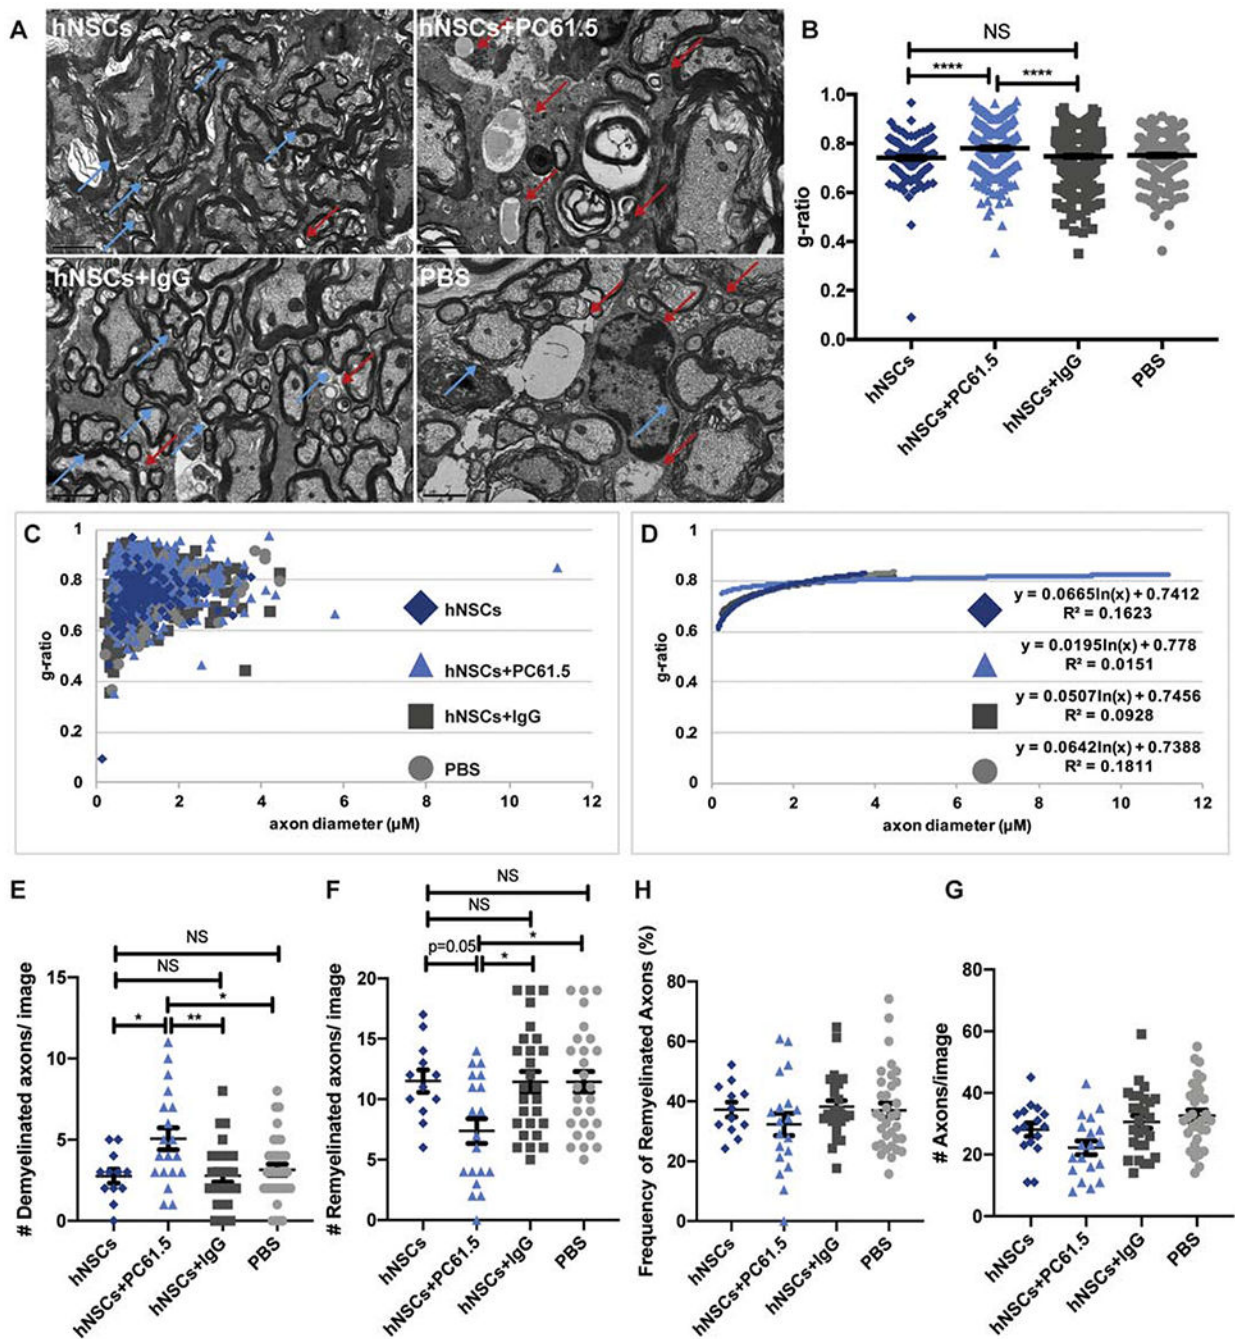 A
hNSCs
hNSCs+PC61.5
hNSCs+IgG
PBS
B
NS
****
****
g-ratio
1.0
0.8
0.6
0.4
0.2
0.0
hNSCs
hNSCs+PC61.5
hNSCs+IgG
PBS
C
g-ratio
1
0.8
0.6
0.4
0.2
0
0 2 4 6 8 10 12
axon diameter (µM)
hNSCs
hNSCs+PC61.5
hNSCs+IgG
PBS
D
g-ratio
1
0.8
0.6
0.4
0.2
0
0 2 4 6 8 10 12
axon diameter (µM)
y = 0.0665ln(x) + 0.7412
R² = 0.1623
y = 0.0195ln(x) + 0.778
R² = 0.0151
y = 0.0507ln(x) + 0.7456
R² = 0.0928
y = 0.0642ln(x) + 0.7388
R² = 0.1811
E
NS
NS
*
*
**
# Demyelinated axons/ image
15
10
5
0
hNSCs
hNSCs+PC61.5
hNSCs+IgG
PBS
F
NS
NS
*
p=0.05
*
# Remyelinated axons/ image
20
15
10
5
0
hNSCs
hNSCs+PC61.5
hNSCs+IgG
PBS
H
Frequency of Remyelinated Axons (%)
80
60
40
20
0
hNSCs
hNSCs+PC61.5
hNSCs+IgG
PBS
G
# Axons/image
80
60
40
20
0
hNSCs
hNSCs+PC61.5
hNSCs+IgG
PBS